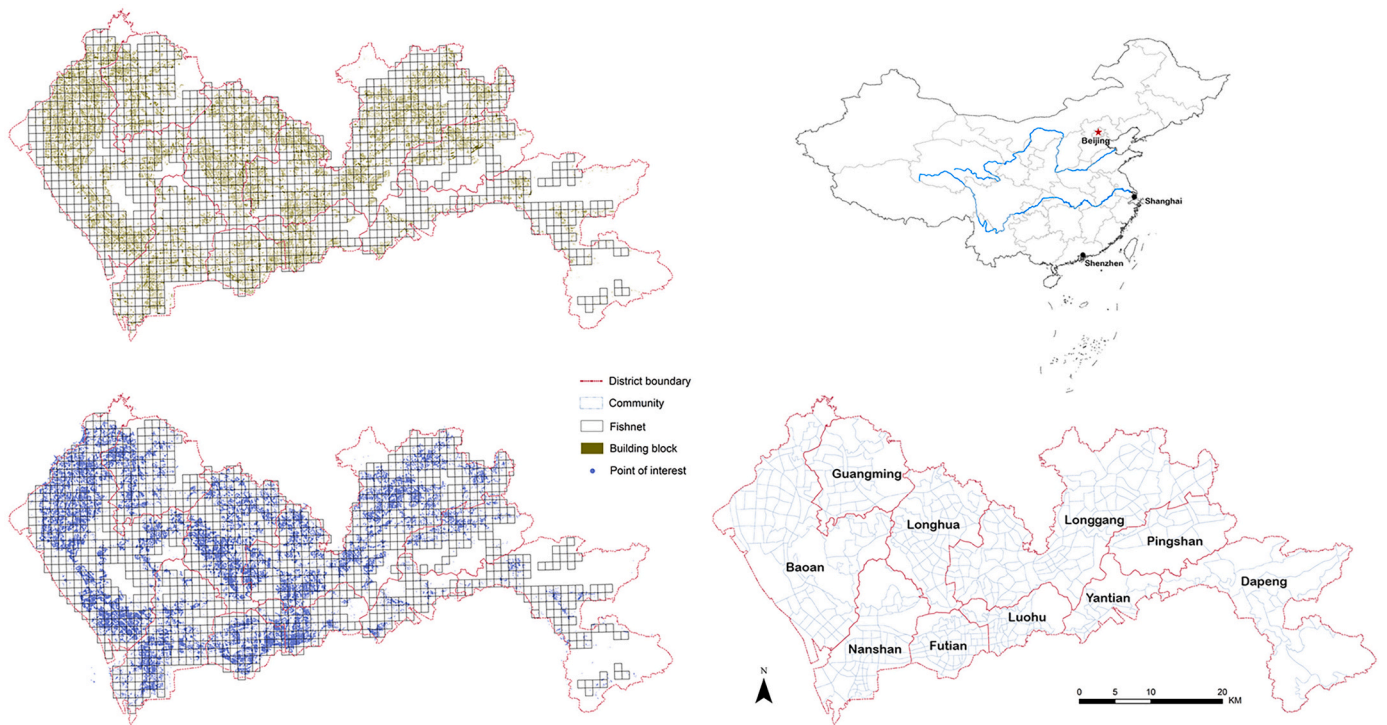 Beijing
Shanghai
Shenzhen
District boundary
Community
Fishnet
Building block
Point of interest
Guangming
Longhua
Longgang
Pingshan
Baoan
Dapeng
Yantian
Luohu
Nanshan
Futian
N
0 5 10 20
KM